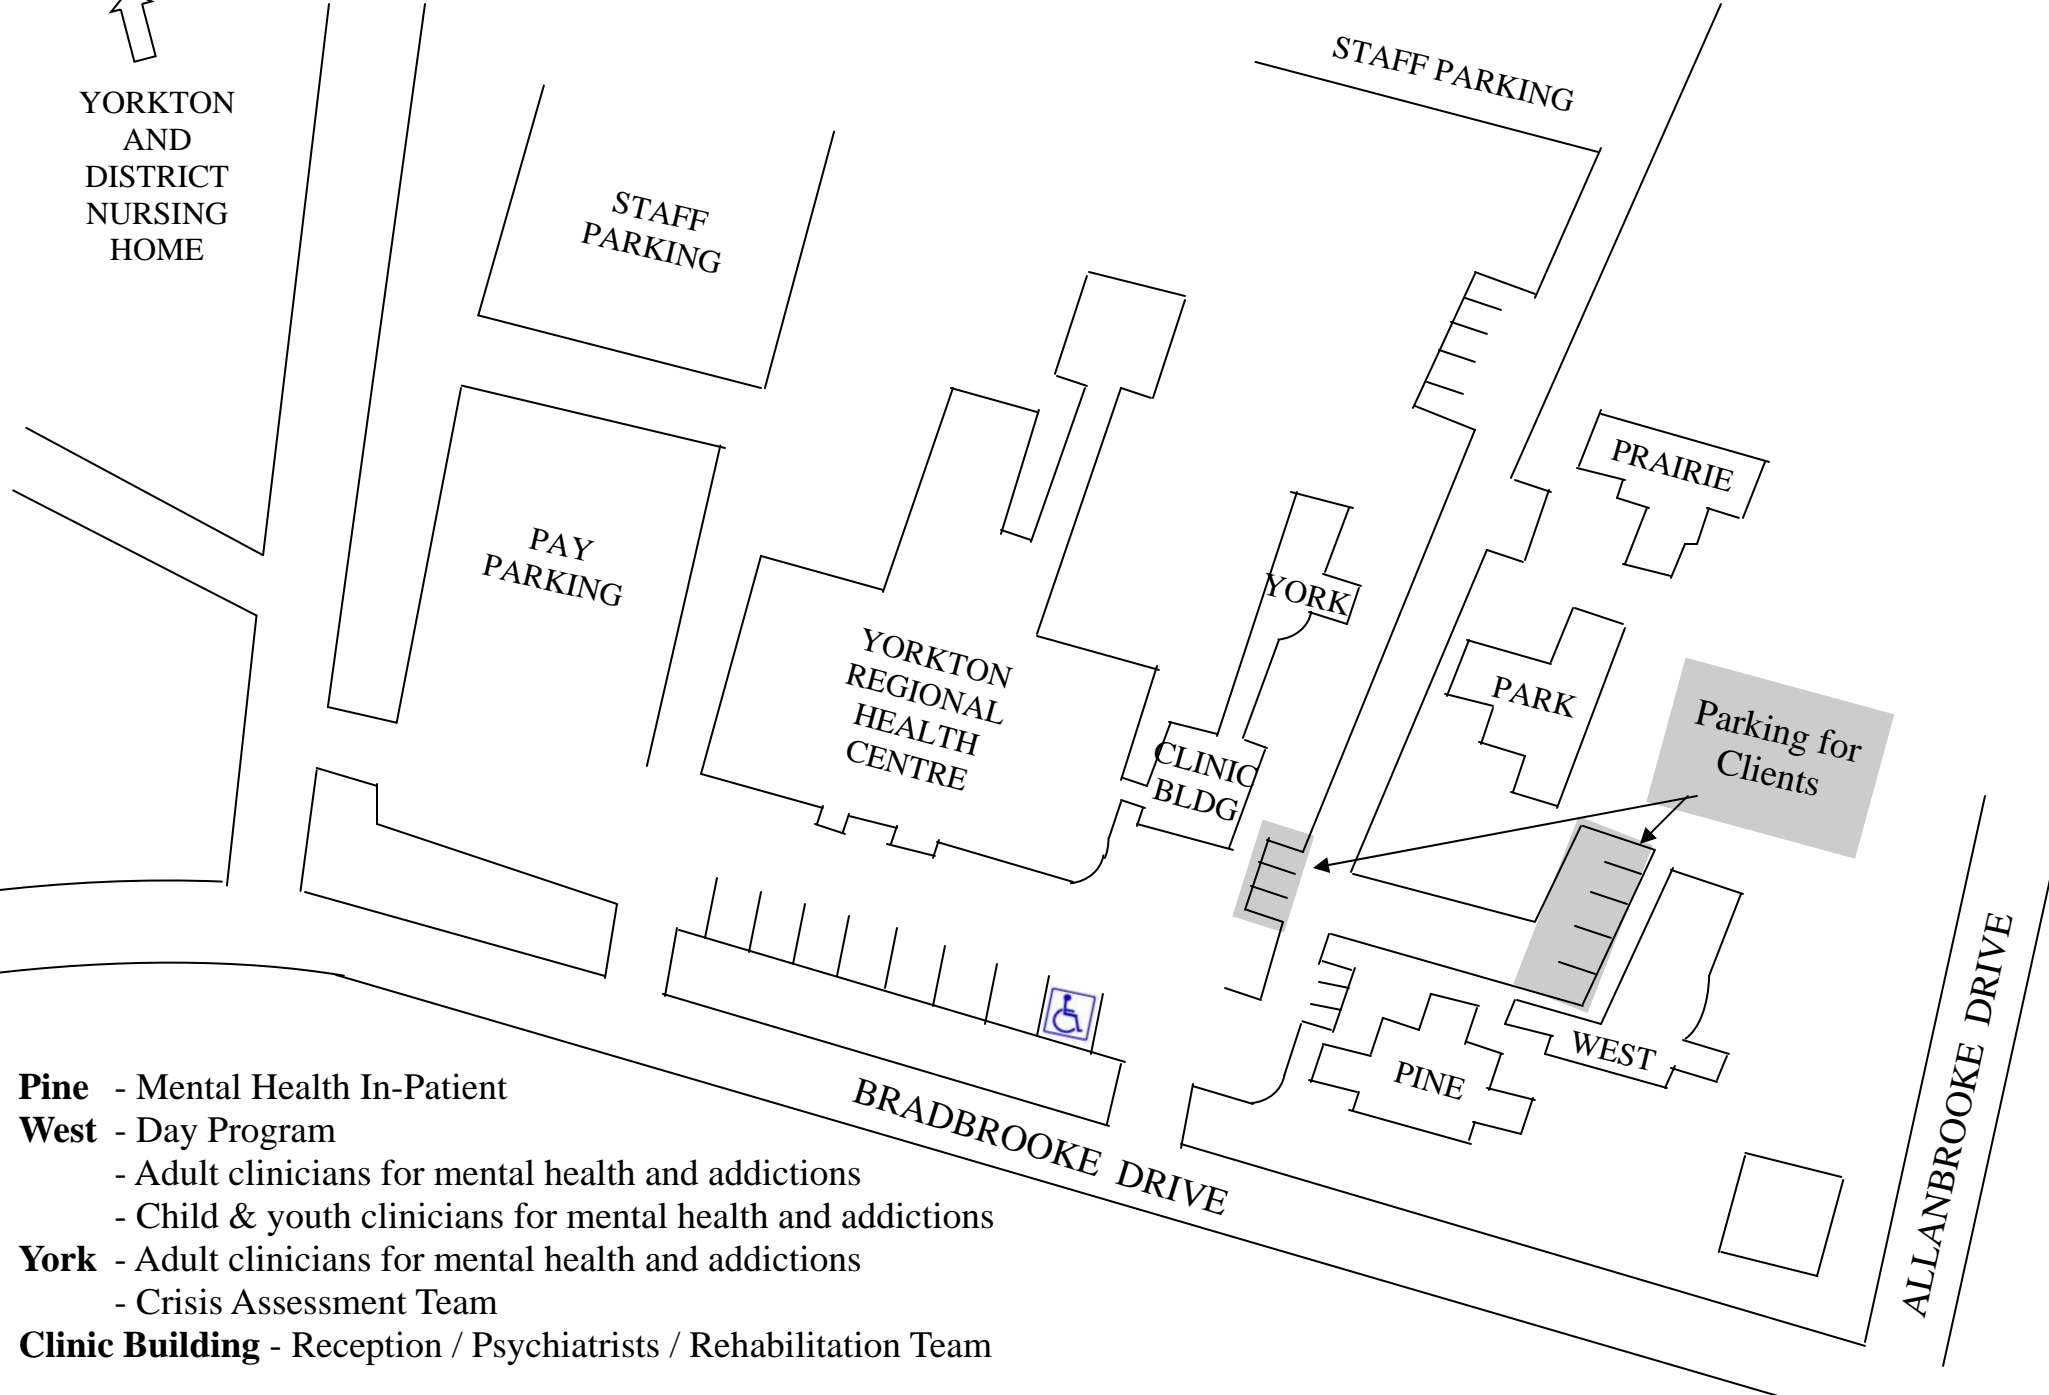 STAFF PARKING
YORKTON
AND
DISTRICT
NURSING
HOME
STAFF
PARKING
PRAIRIE
PAY
PARKING
YORK
YORKTON
REGIONAL
HEALTH
CENTRE
PARK
Parking for
Clients
CLINIC
BLDG
WEST
PINE
BRADBROOKE DRIVE
ALLANBROOKE DRIVE
Pine - Mental Health In-Patient
West - Day Program
- Adult clinicians for mental health and addictions
- Child & youth clinicians for mental health and addictions
York - Adult clinicians for mental health and addictions
- Crisis Assessment Team
Clinic Building - Reception / Psychiatrists / Rehabilitation Team